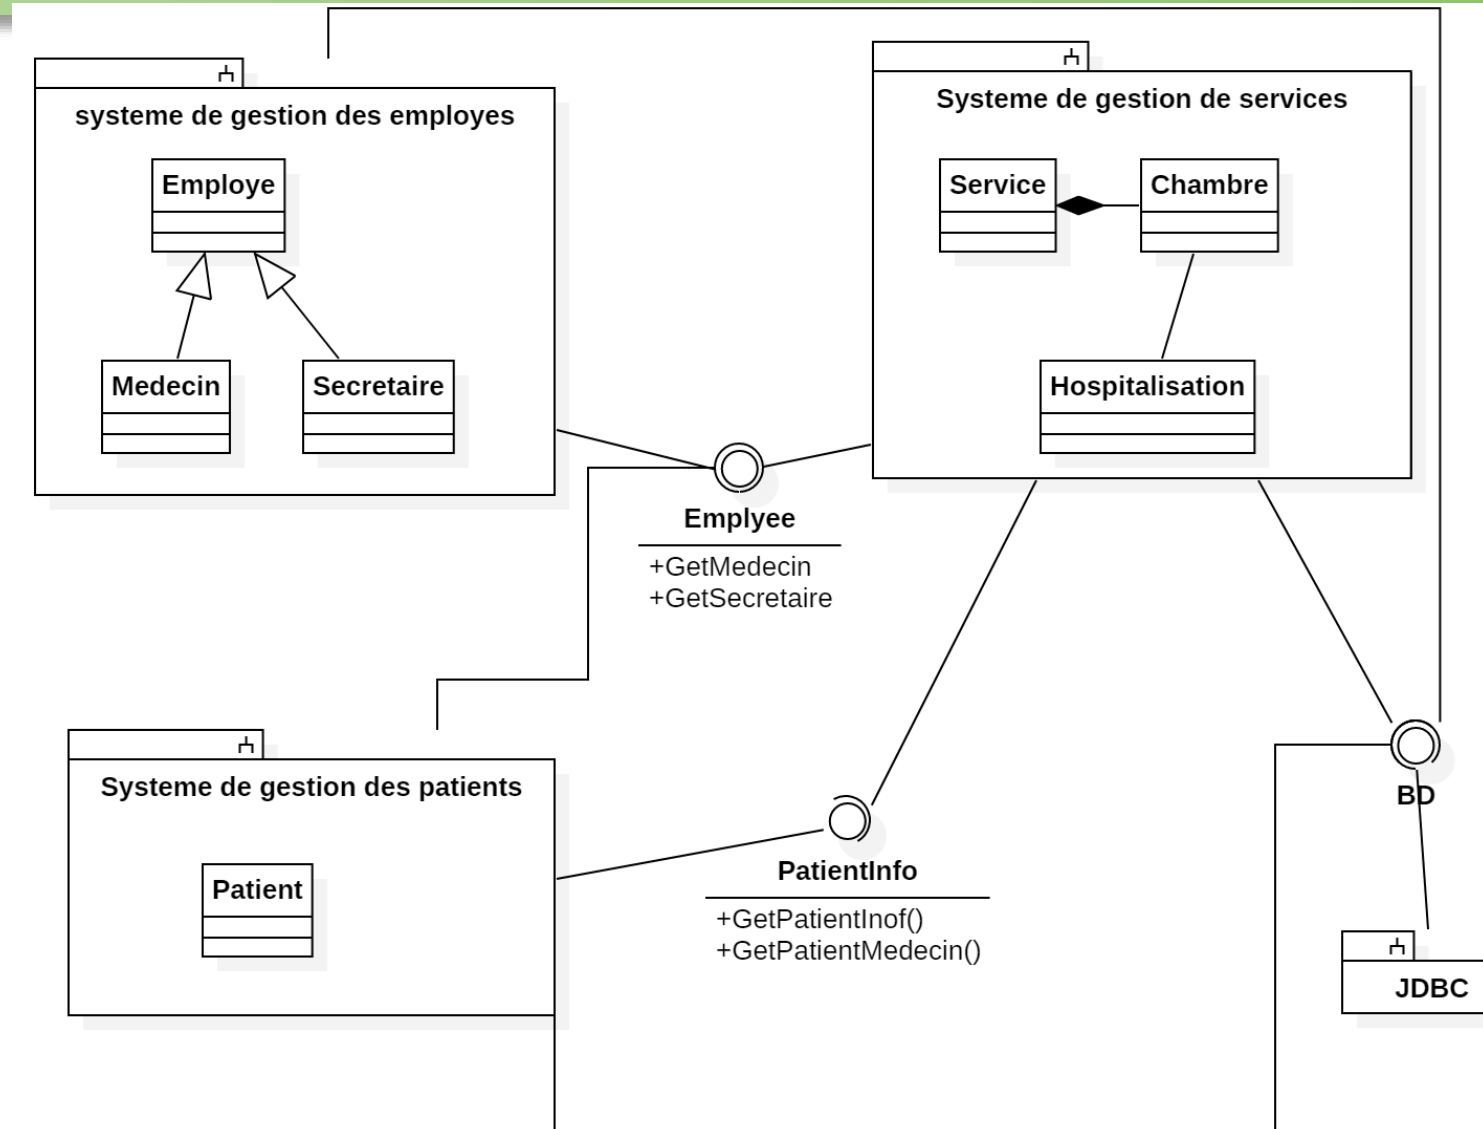 systeme de gestion des employes
Employe
Medecin
Secretaire
Systeme de gestion de services
Service
Chambre
Hospitalisation
Emplyee
+GetMedecin
+GetSecretaire
Systeme de gestion des patients
Patient
PatientInfo
+GetPatientInof()
+GetPatientMedecin()
BD
JDBC